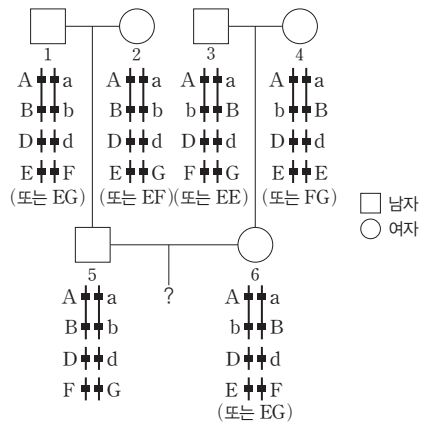 1 2 3 4
A a A a A a A a
B b B b b B b B
D d D d D d D d
E F E G F G E E
(또는 EG) (또는 EF)(또는 EE) (또는 FG)
남자
여자
5 ? 6
A a A a
B b b B
D d D d
F G E F
(또는 EG)